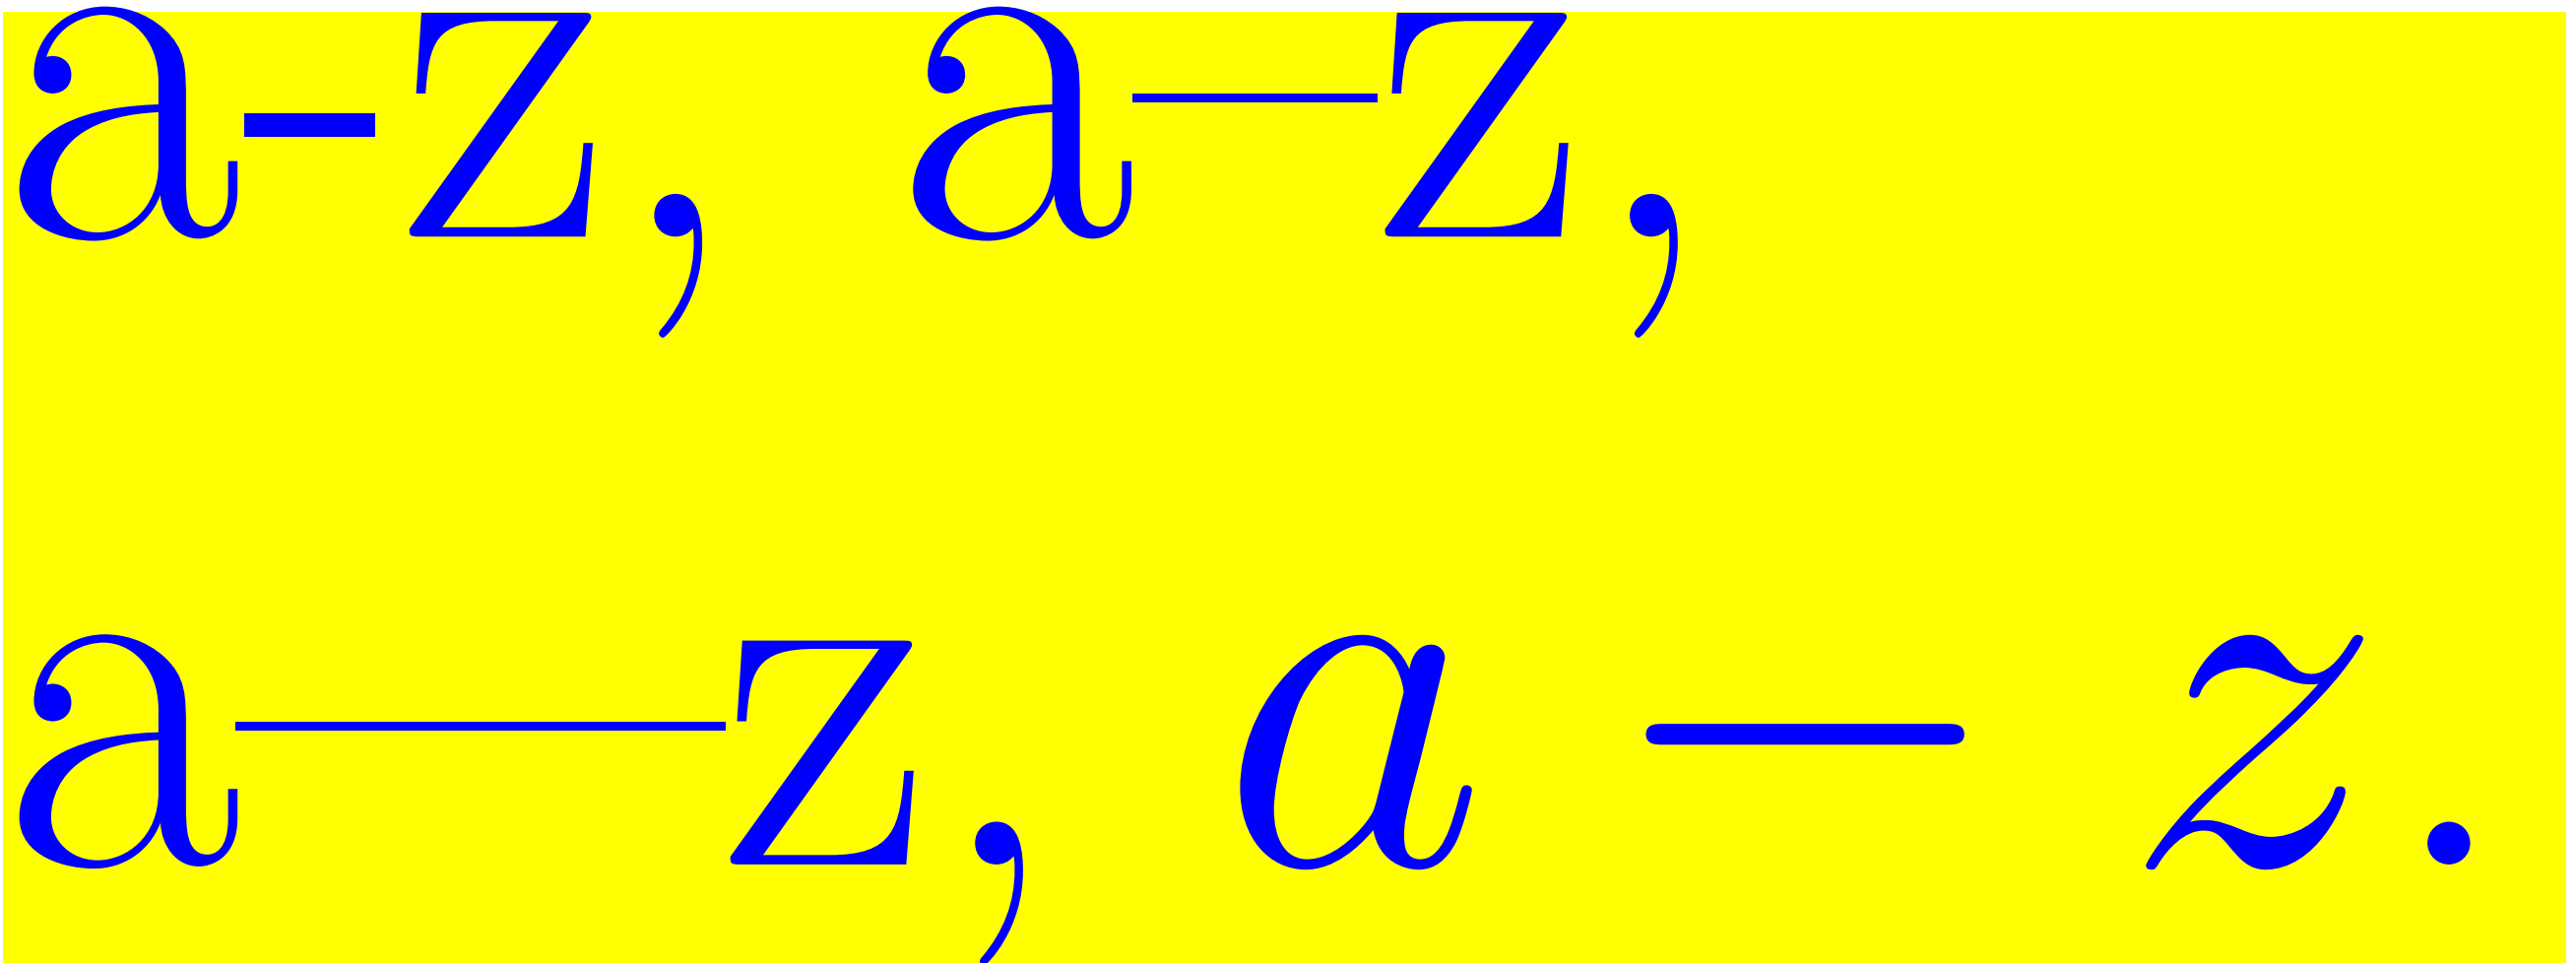 a-z, a–z,
a—z, a − z.